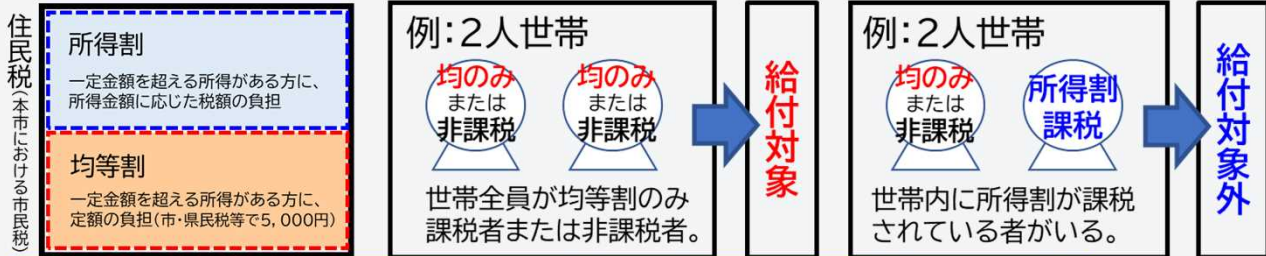 住民税（本市における市民税）
所得割
一定金額を超える所得がある方に、
所得金額に応じた税額の負担
均等割
一定金額を超える所得がある方に、
定額の負担(市・県民税等で5,000円)
例:2人世帯
均のみ
または
非課税
均のみ
または
非課税
世帯全員が均等割のみ
課税者または非課税者。
給付対象
例:2人世帯
均のみ
または
非課税
所得割
課税
世帯内に所得割が課税
されている者がいる。
給付対象外